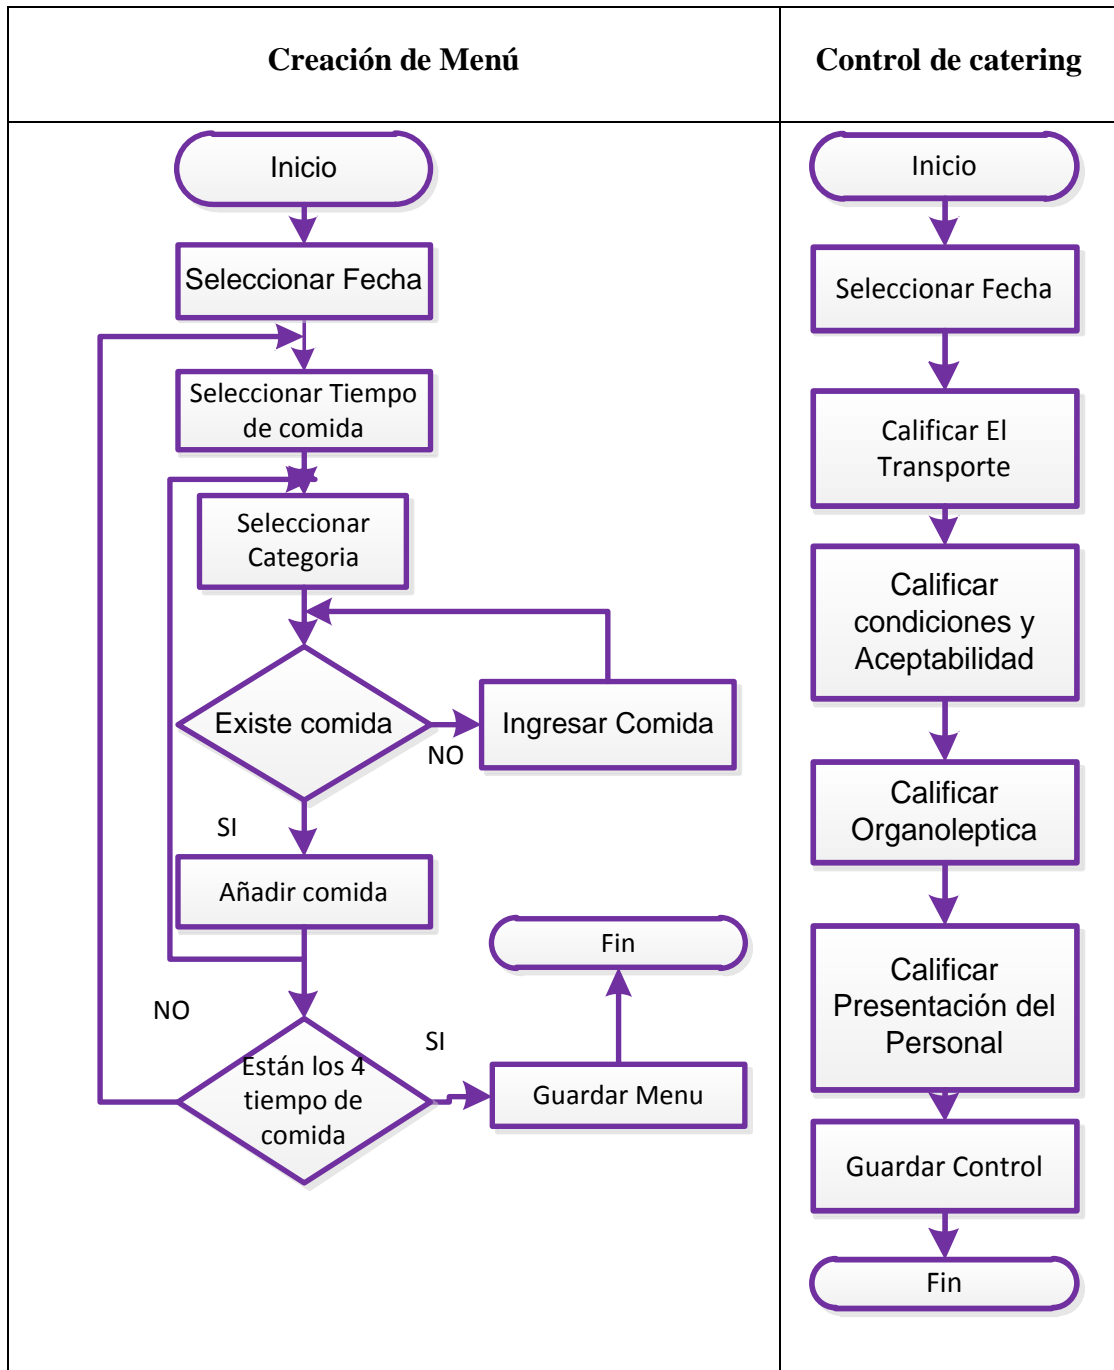 Creación de Menú
Control de catering
Inicio
Seleccionar Fecha
Seleccionar Tiempo
de comida
Seleccionar
Categoria
Existe comida
NO
Ingresar Comida
SI
Añadir comida
Fin
NO
SI
Están los 4
tiempo de
comida
Guardar Menu
Inicio
Seleccionar Fecha
Calificar El
Transporte
Calificar
condiciones y
Aceptabilidad
Calificar
Organoleptica
Calificar
Presentación del
Personal
Guardar Control
Fin